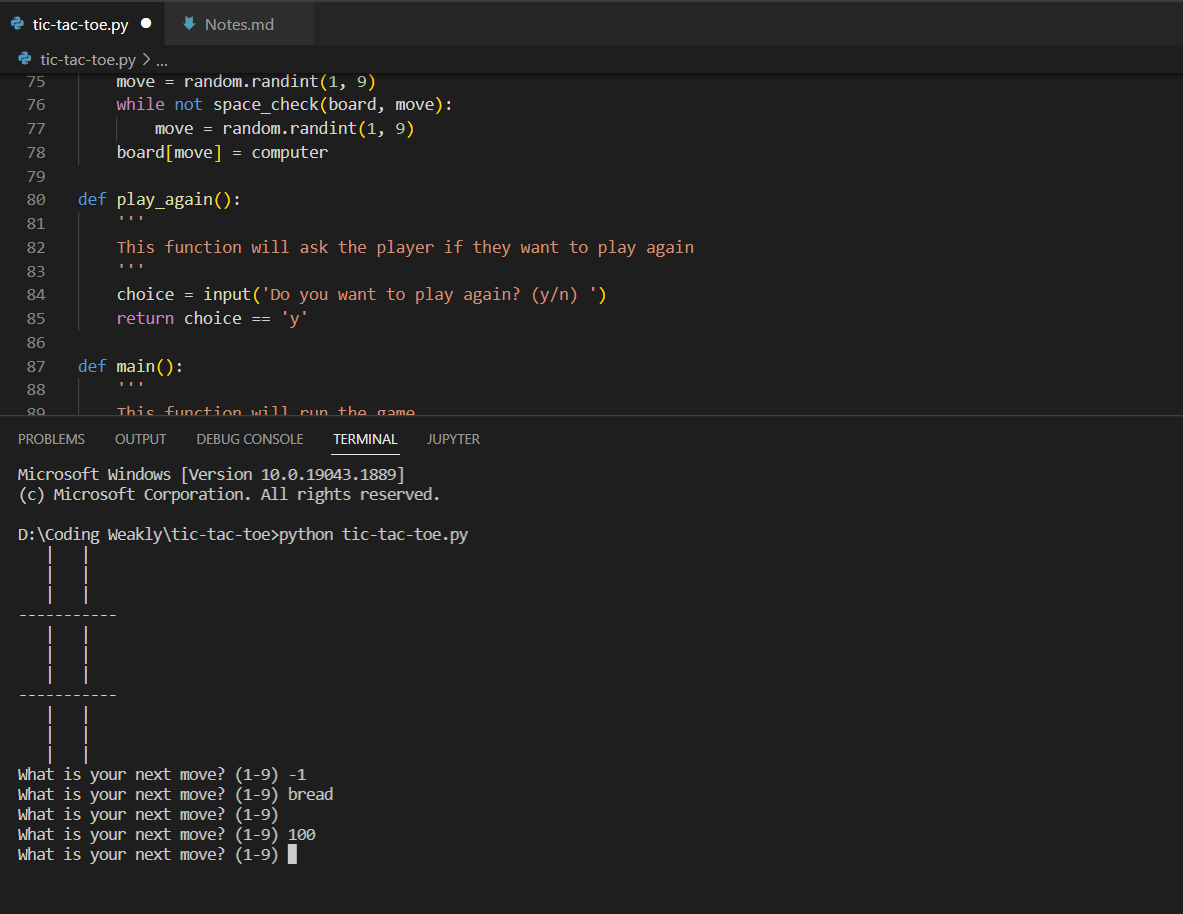 tic-tac-toe.py ● Notes.md
tic-tac-toe.py > ...
75 move = random.randint(1, 9)
76 while not space_check(board, move):
77 move = random.randint(1, 9)
78 board[move] = computer
79
80 def play_again():
81 '''
82 This function will ask the player if they want to play again
83 '''
84 choice = input('Do you want to play again? (y/n) ')
85 return choice == 'y'
86
87 def main():
88 '''
89 This function will run the game
PROBLEMS OUTPUT DEBUG CONSOLE TERMINAL JUPYTER
Microsoft Windows [Version 10.0.19043.1889]
(c) Microsoft Corporation. All rights reserved.
D:\Coding Weakly\tic-tac-toe>python tic-tac-toe.py
   |   |
   |   |
   |   |
-----------
   |   |
   |   |
   |   |
-----------
   |   |
   |   |
   |   |
What is your next move? (1-9) -1
What is your next move? (1-9) bread
What is your next move? (1-9)
What is your next move? (1-9) 100
What is your next move? (1-9)